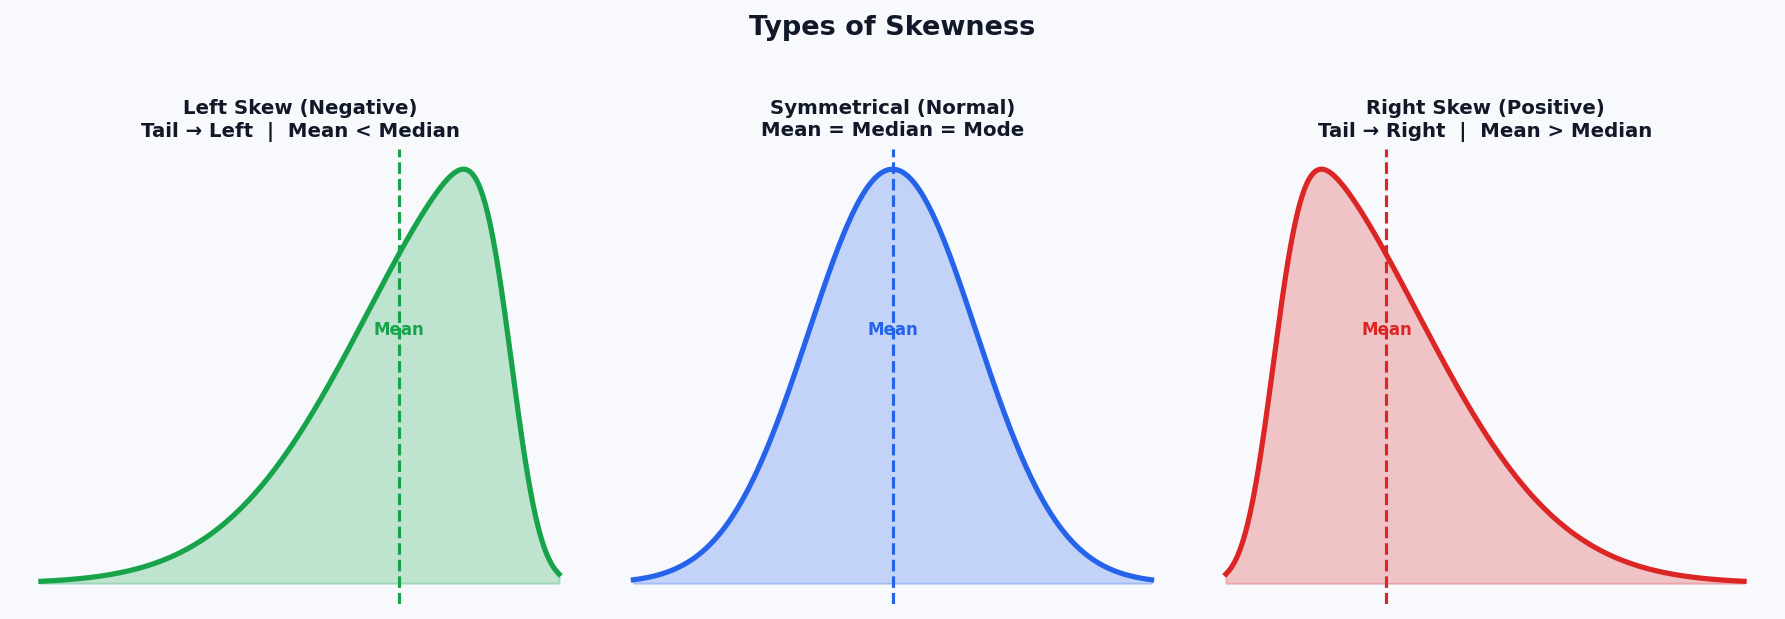 Types of Skewness
Left Skew (Negative)
Tail → Left  |  Mean < Median
Mean
Symmetrical (Normal)
Mean = Median = Mode
Mean
Right Skew (Positive)
Tail → Right  |  Mean > Median
Mean